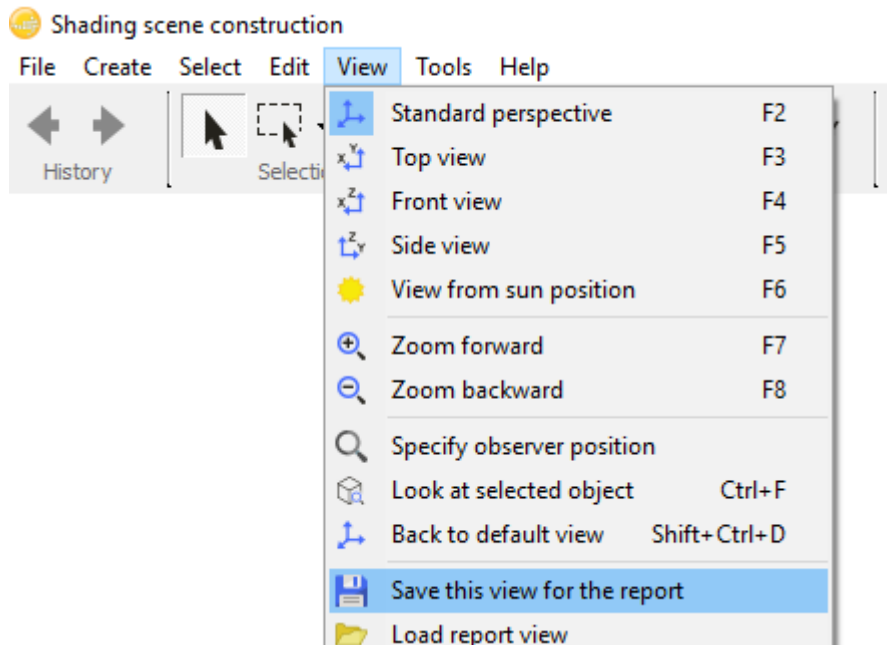 Shading scene construction
File Create Select Edit View Tools Help
History
Standard perspective F2
Top view F3
Front view F4
Side view F5
View from sun position F6
Zoom forward F7
Zoom backward F8
Specify observer position
Look at selected object Ctrl+F
Back to default view Shift+Ctrl+D
Save this view for the report
Load report view